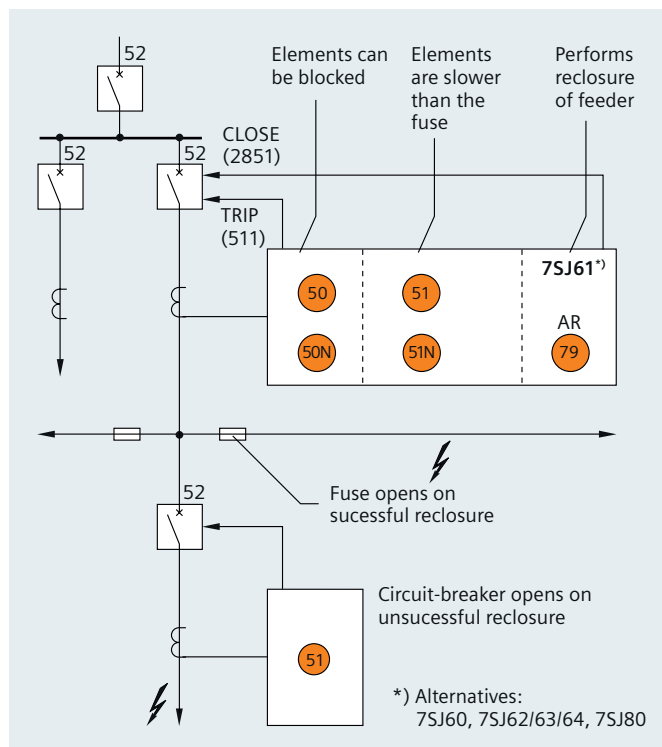 52
Elements can
be blocked
Elements
are slower
than the
fuse
Performs
reclosure
of feeder
52
52
CLOSE
(2851)
TRIP
(511)
7SJ61*)
50
51
AR
50N
51N
79
Fuse opens on
sucessful reclosure
52
Circuit-breaker opens on
unsucessful reclosure
51
*) Alternatives:
7SJ60, 7SJ62/63/64, 7SJ80